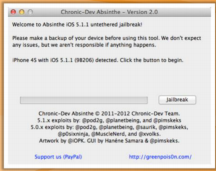 Chronic-Dev Absinthe - Version 2.0
Welcome to Absinthe iOS 5.1.1 untethered jailbreak!
Please make a backup of your device before using this tool. We don't expect
any issues, but we aren't responsible if anything happens.
iPhone 4S with iOS 5.1.1 (9B206) detected. Click the button to begin.
Jailbreak
Chronic-Dev Absinthe © 2011-2012 Chronic-Dev Team.
5.1.x exploits by: @pod2g, @planetbeing, and @pimskeks.
5.0.x exploits by: @pod2g, @planetbeing, @saurik, @pimskeks,
@p0sixninja, @MuscleNerd, and @xvolks.
Artwork by @iOPK. GUI by Hanéne Samara & @pimskeks.
Support us (PayPal)
http://greenpois0n.com/